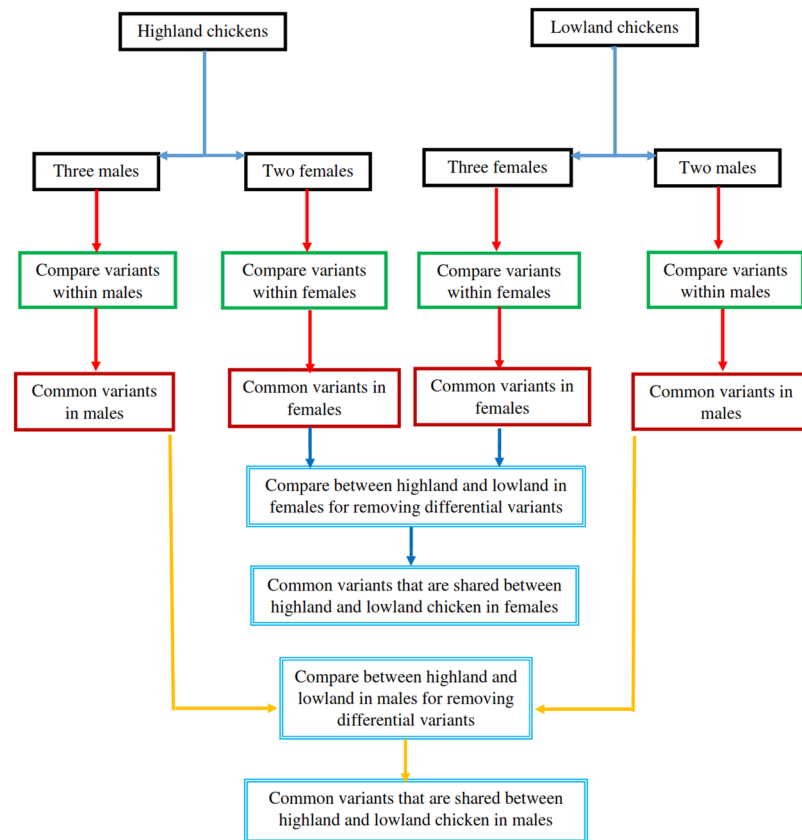 Highland chickens
Lowland chickens
Three males
Two females
Three females
Two males
Compare variants
within males
Compare variants
within females
Compare variants
within females
Compare variants
within males
Common variants
in males
Common variants in
females
Common variants in
females
Common variants in
males
Compare between highland and lowland in
females for removing differential variants
Common variants that are shared between
highland and lowland chicken in females
Compare between highland and
lowland in males for removing
differential variants
Common variants that are shared between
highland and lowland chicken in males